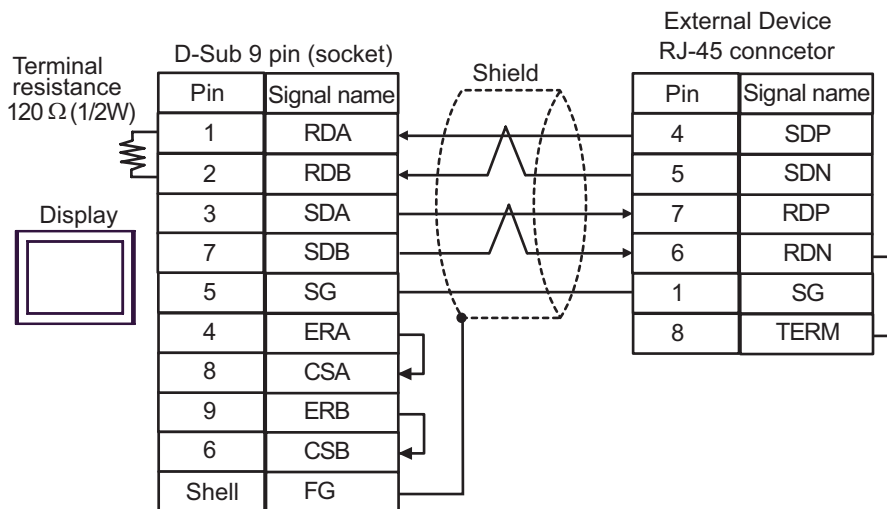 External Device
RJ-45 conncetor
D-Sub 9 pin (socket)
Terminal
resistance
120 Ω (1/2W)
Shield
Display
Pin Signal name
1 RDA
2 RDB
3 SDA
7 SDB
5 SG
4 ERA
8 CSA
9 ERB
6 CSB
Shell FG
Pin Signal name
4 SDP
5 SDN
7 RDP
6 RDN
1 SG
8 TERM